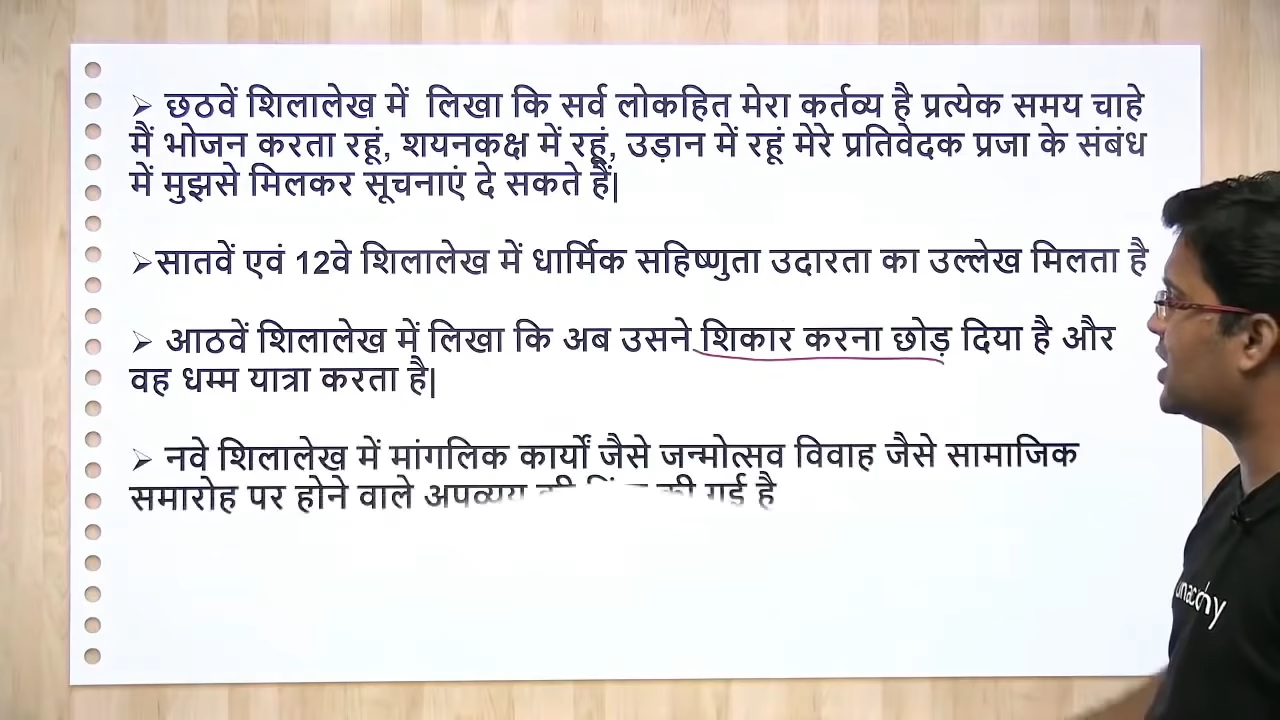 ➢ छठवें शिलालेख में लिखा कि सर्व लोकहित मेरा कर्तव्य है प्रत्येक समय चाहे
मैं भोजन करता रहूं, शयनकक्ष में रहूं, उड़ान में रहूं मेरे प्रतिवेदक प्रजा के संबंध
में मुझसे मिलकर सूचनाएं दे सकते हैं|
➢सातवें एवं 12वे शिलालेख में धार्मिक सहिष्णुता उदारता का उल्लेख मिलता है
➢ आठवें शिलालेख में लिखा कि अब उसने शिकार करना छोड़ दिया है और
वह धम्म यात्रा करता है|
➢ नवे शिलालेख में मांगलिक कार्यों जैसे जन्मोत्सव विवाह जैसे सामाजिक
समारोह पर होने वाले अपव्यय की की गई है